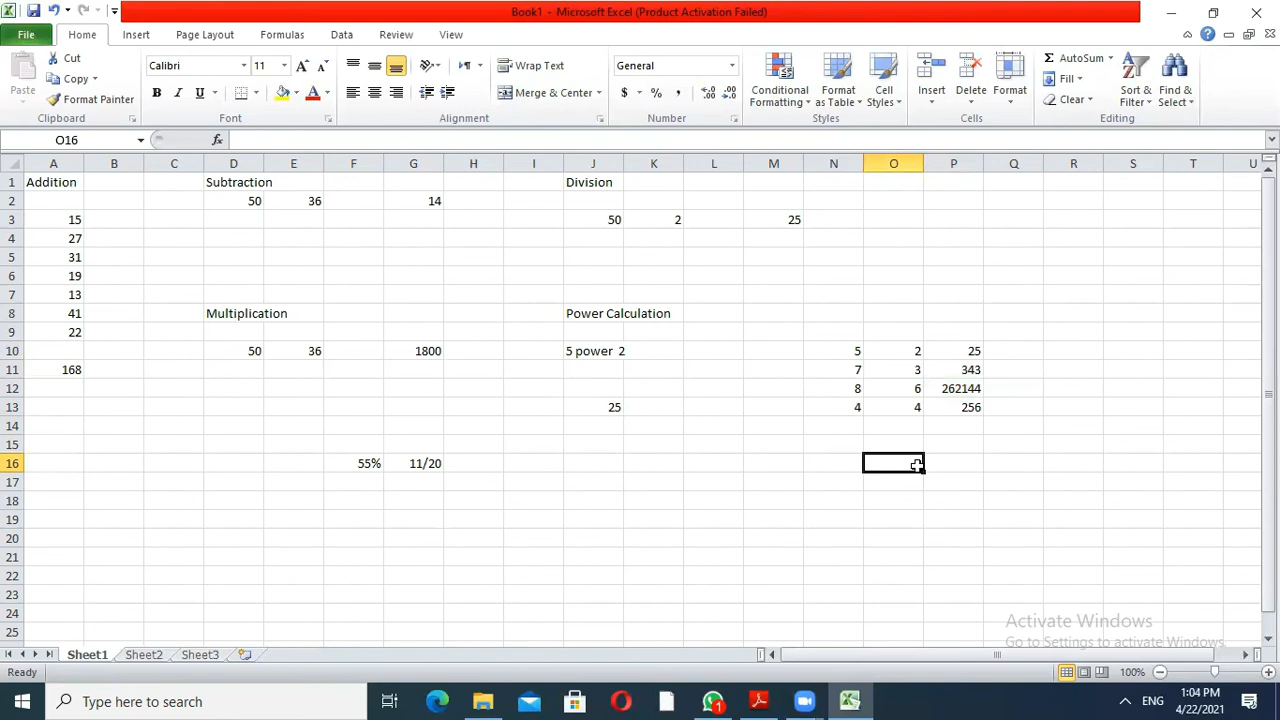 Book1 - Microsoft Excel (Product Activation Failed)
File Home Insert Page Layout Formulas Data Review View
Paste
Cut
Copy
Format Painter
Clipboard
Calibri 11
B I U
Font
Wrap Text
Merge & Center
Alignment
General
$ % ,
Number
Conditional Formatting
Format as Table
Cell Styles
Styles
Insert
Delete
Format
Cells
Σ AutoSum
Fill
Clear
Sort & Filter
Find & Select
Editing
O16 fx
A B C D E F G H I J K L M N O P Q R S T U
1 Addition Subtraction Division
2 50 36 14
3 15 50 2 25
4 27
5 31
6 19
7 13
8 41 Multiplication Power Calculation
9 22
10 50 36 1800 5 power 2 5 2 25
11 168 7 3 343
12 8 6 262144
13 25 4 4 256
14
15
16 55% 11/20
17
18
19
20
21
22
23
24
25
Activate Windows
Go to Settings to activate Windows.
Sheet1 Sheet2 Sheet3
Ready 100%
Type here to search
1
ENG
1:04 PM
4/22/2021